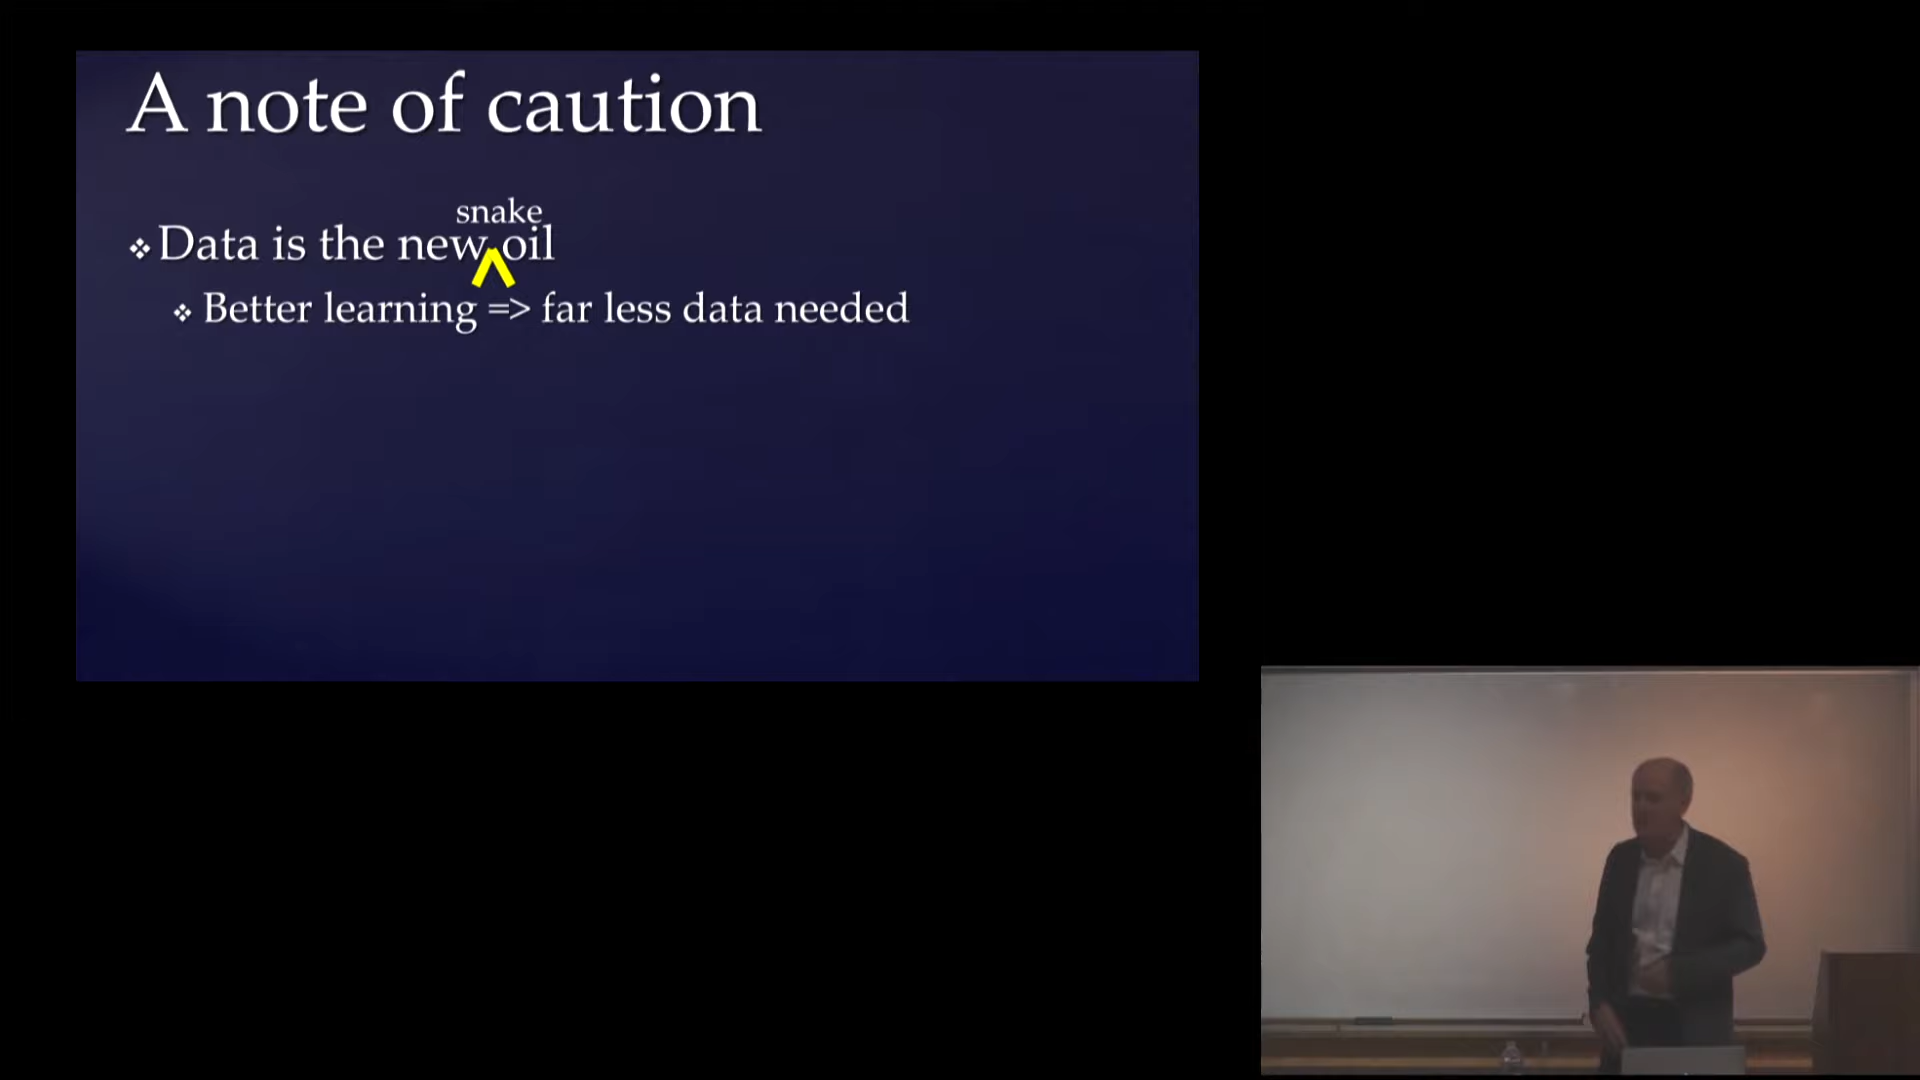 A note of caution
snake
❖ Data is the new oil
❖ Better learning => far less data needed